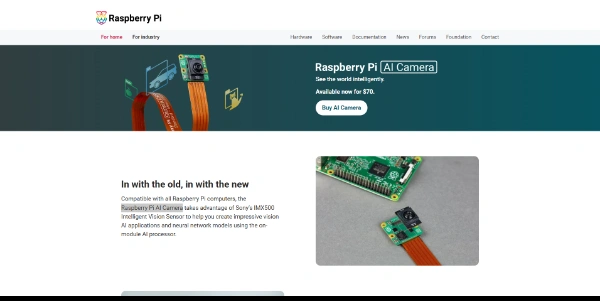 Raspberry Pi
For home For industry Hardware Software Documentation News Forums Foundation Contact
Raspberry Pi AI Camera
See the world intelligently.
Available now for $70.
Buy AI Camera
In with the old, in with the new
Compatible with all Raspberry Pi computers, the
Raspberry Pi AI Camera takes advantage of Sony's IMX500
Intelligent Vision Sensor to help you create impressive vision
AI applications and neural network models using the on-
module AI processor.